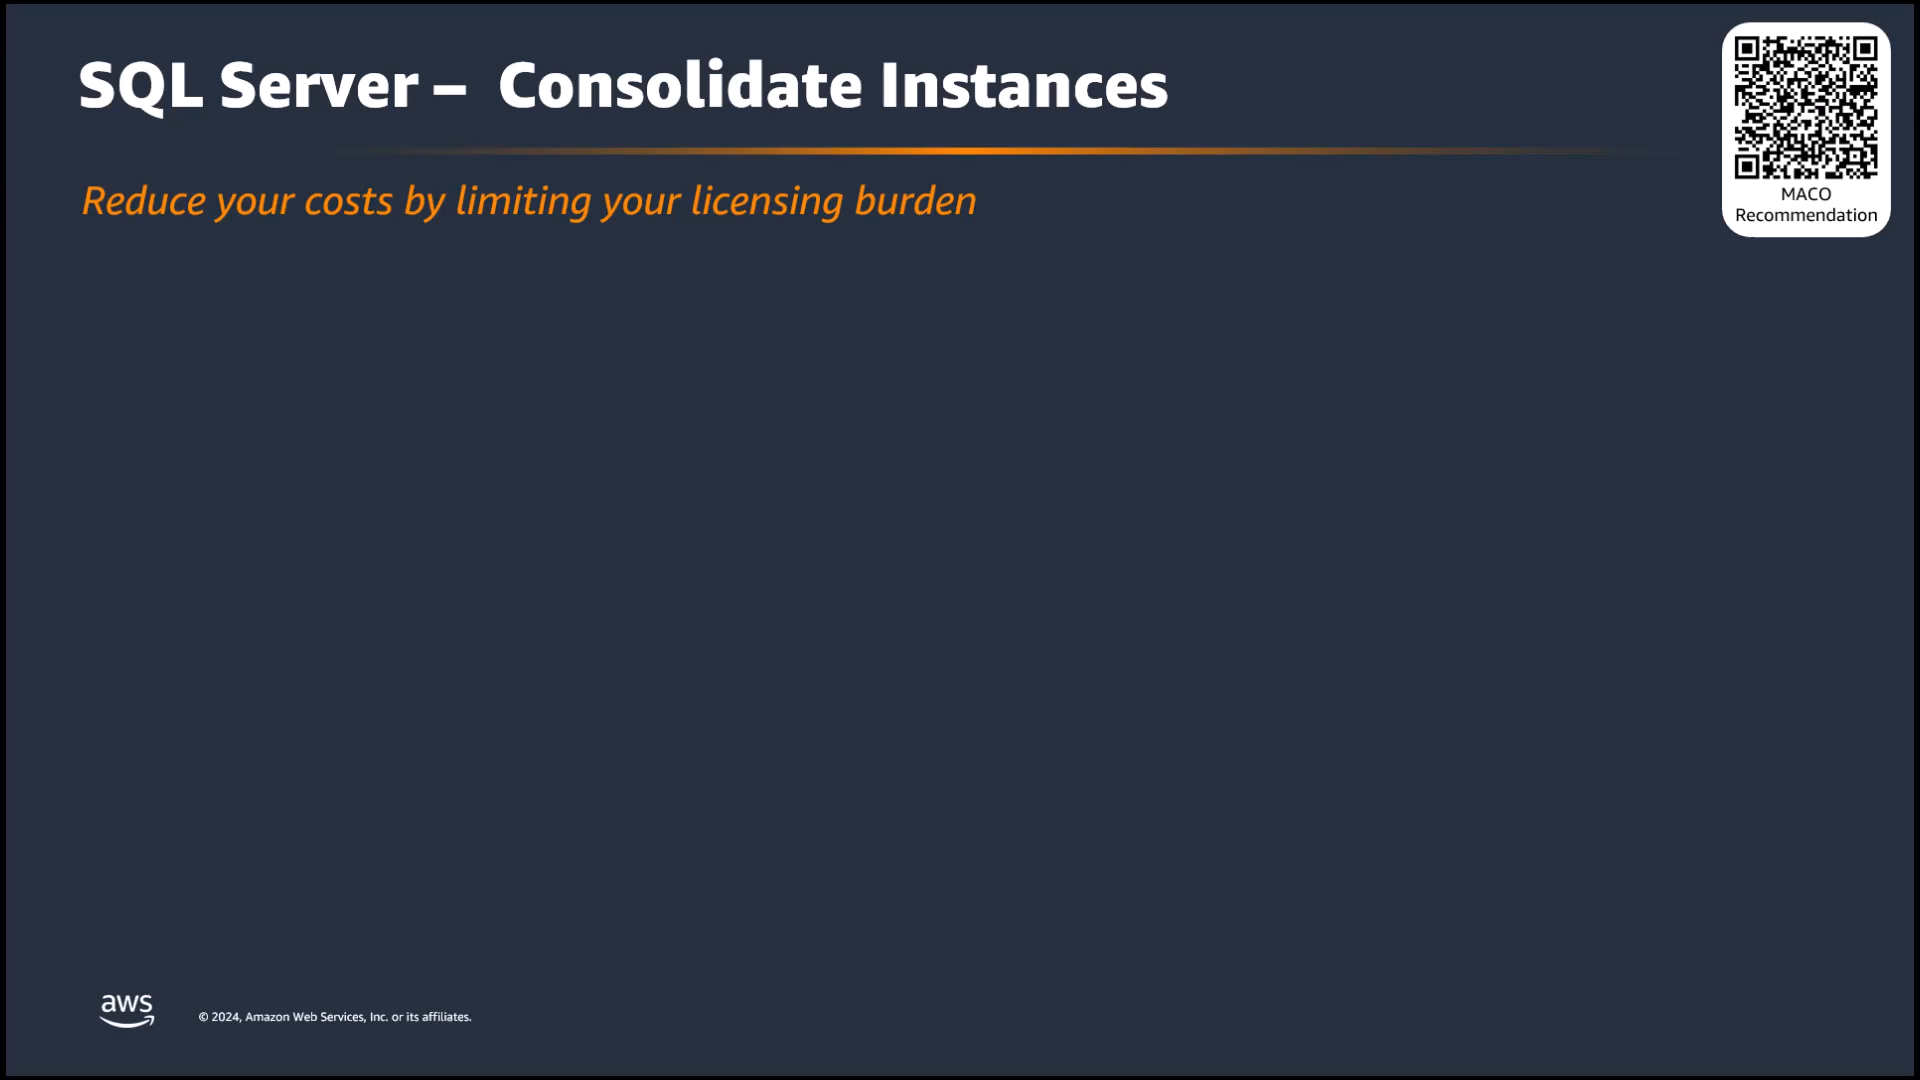 SQL Server – Consolidate Instances
Reduce your costs by limiting your licensing burden
MACO
Recommendation
aws
© 2024, Amazon Web Services, Inc. or its affiliates.